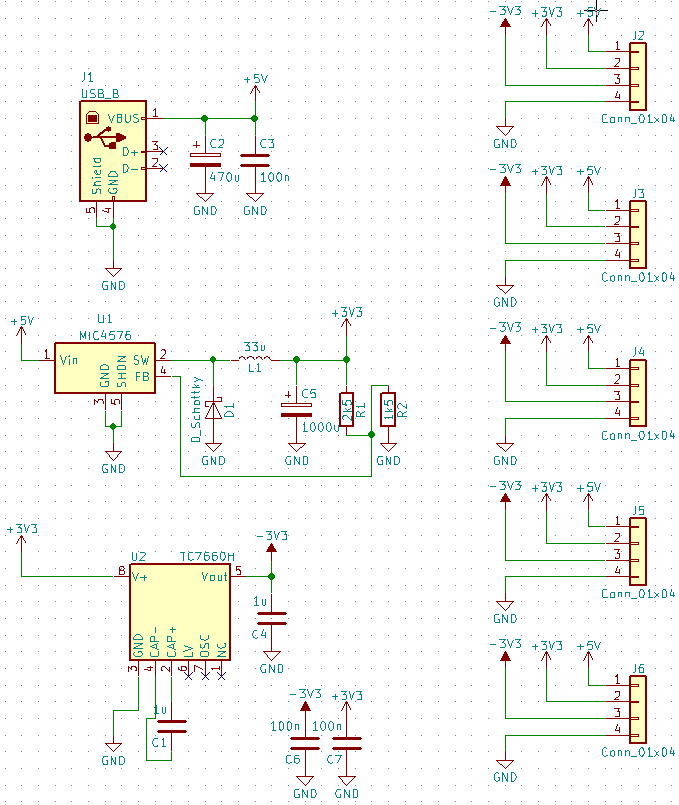 J1
USB_B
VBUS 1
D+ 3
D- 2
Shield
GND
5
4
GND
+5V
+
C2
470u
GND
C3
100n
GND
+5V
U1
MIC4576
1
Vin
SW 2
FB 4
GND
SHDN
3
5
GND
33u
L1
D_Schottky
D1
GND
+
C5
1000u
GND
+3V3
2k5
R1
1k5
R2
GND
+3V3
U2
TC7660H
8
V+
Vout 5
GND
CAP-
CAP+
LV
OSC
NC
3
4
2
6
7
1
GND
1u
C1
-3V3
1u
C4
GND
-3V3
100n
C6
GND
+3V3
100n
C7
GND
-3V3
+3V3
+5V
J2
1
2
3
4
Conn_01x04
GND
-3V3
+3V3
+5V
J3
1
2
3
4
Conn_01x04
GND
-3V3
+3V3
+5V
J4
1
2
3
4
Conn_01x04
GND
-3V3
+3V3
+5V
J5
1
2
3
4
Conn_01x04
GND
-3V3
+3V3
+5V
J6
1
2
3
4
Conn_01x04
GND